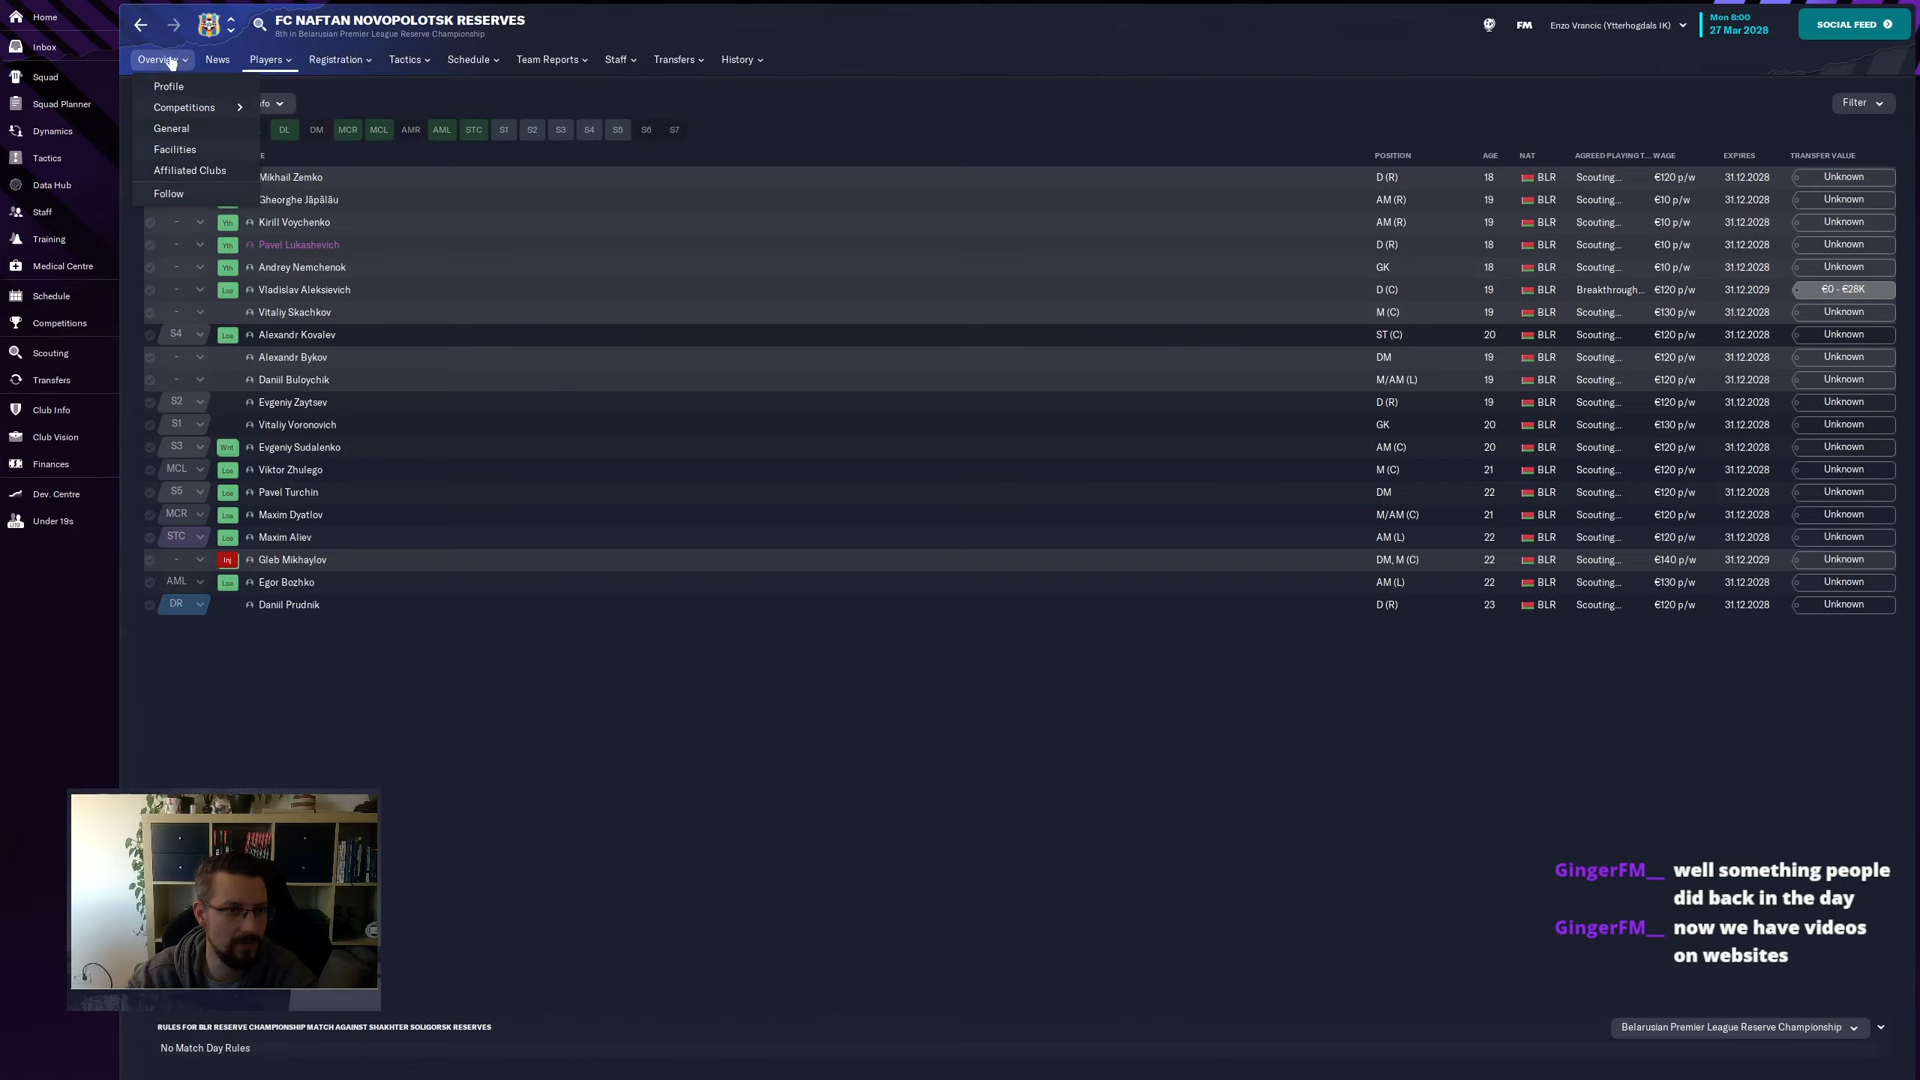 Home
Inbox
Squad
Squad Planner
Dynamics
Tactics
Data Hub
Staff
Training
Medical Centre
Schedule
Competitions
Scouting
Transfers
Club Info
Club Vision
Finances
Dev. Centre
Under 19s
FC NAFTAN NOVOPOLOTSK RESERVES
8th in Belarusian Premier League Reserve Championship
FM Enzo Vrancic (Ytterhogdals IK)
Mon 8:00
27 Mar 2028
SOCIAL FEED
Overview News Players Registration Tactics Schedule Team Reports Staff Transfers History
Profile
Competitions
General
Facilities
Affiliated Clubs
Follow
Filter
DL DM MCR MCL AMR AML STC S1 S2 S3 S4 S5 S6 S7
POSITION AGE NAT AGREED PLAYING T... WAGE EXPIRES TRANSFER VALUE
Mikhail Zemko D (R) 18 BLR Scouting... €120 p/w 31.12.2028 Unknown
Gheorghe Jăpălău AM (R) 19 BLR Scouting... €10 p/w 31.12.2028 Unknown
- Yth Kirill Voychenko AM (R) 19 BLR Scouting... €10 p/w 31.12.2028 Unknown
- Yth Pavel Lukashevich D (R) 18 BLR Scouting... €10 p/w 31.12.2028 Unknown
- Yth Andrey Nemchenok GK 18 BLR Scouting... €10 p/w 31.12.2028 Unknown
- Loa Vladislav Aleksievich D (C) 19 BLR Breakthrough... €120 p/w 31.12.2029 €0 - €28K
- Vitaliy Skachkov M (C) 19 BLR Scouting... €130 p/w 31.12.2028 Unknown
S4 Loa Alexandr Kovalev ST (C) 20 BLR Scouting... €120 p/w 31.12.2028 Unknown
- Alexandr Bykov DM 19 BLR Scouting... €120 p/w 31.12.2028 Unknown
- Daniil Buloychik M/AM (L) 19 BLR Scouting... €120 p/w 31.12.2028 Unknown
S2 Evgeniy Zaytsev D (R) 19 BLR Scouting... €120 p/w 31.12.2028 Unknown
S1 Vitaliy Voronovich GK 20 BLR Scouting... €130 p/w 31.12.2028 Unknown
S3 Wnt Evgeniy Sudalenko AM (C) 20 BLR Scouting... €120 p/w 31.12.2028 Unknown
MCL Loa Viktor Zhulego M (C) 21 BLR Scouting... €120 p/w 31.12.2028 Unknown
S5 Loa Pavel Turchin DM 22 BLR Scouting... €120 p/w 31.12.2028 Unknown
MCR Loa Maxim Dyatlov M/AM (C) 21 BLR Scouting... €120 p/w 31.12.2028 Unknown
STC Loa Maxim Aliev AM (L) 22 BLR Scouting... €120 p/w 31.12.2028 Unknown
- Inj Gleb Mikhaylov DM, M (C) 22 BLR Scouting... €140 p/w 31.12.2029 Unknown
AML Loa Egor Bozhko AM (L) 22 BLR Scouting... €130 p/w 31.12.2028 Unknown
DR Daniil Prudnik D (R) 23 BLR Scouting... €120 p/w 31.12.2028 Unknown
GingerFM__ well something people
did back in the day
GingerFM__ now we have videos
on websites
RULES FOR BLR RESERVE CHAMPIONSHIP MATCH AGAINST SHAKHTER SOLIGORSK RESERVES
Belarusian Premier League Reserve Championship
No Match Day Rules